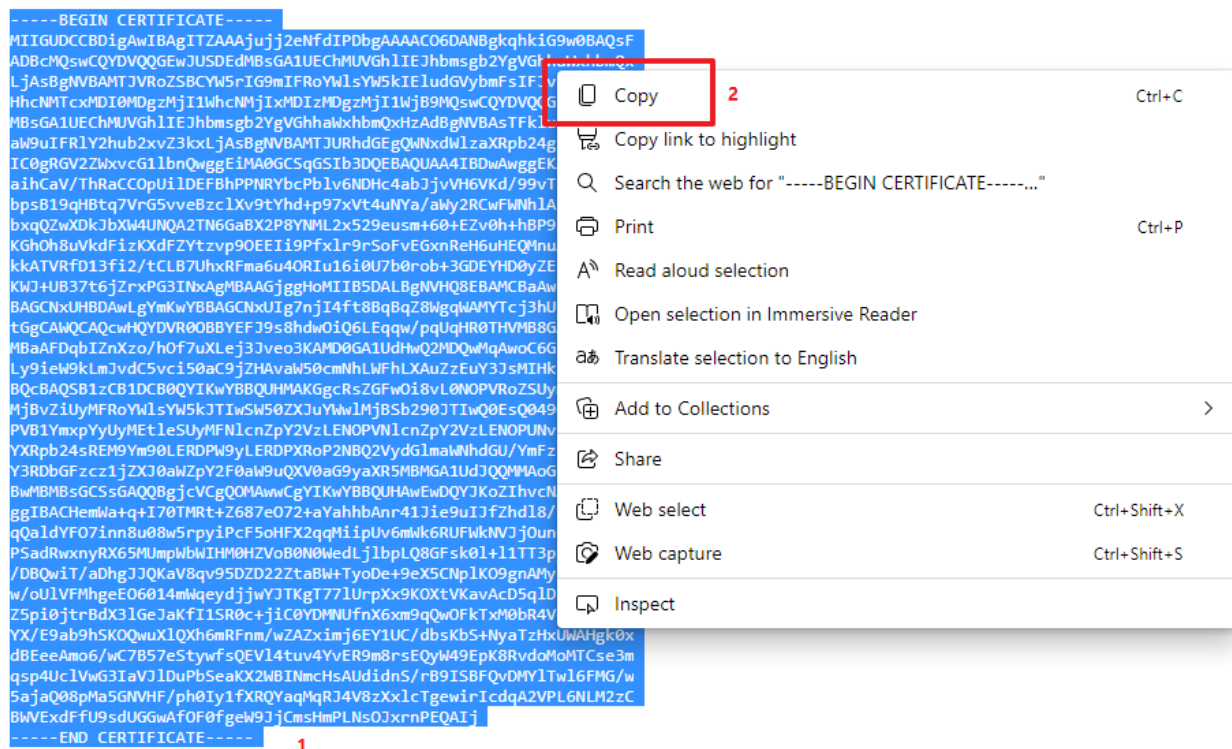 -----BEGIN CERTIFICATE-----
MIIGUDCCBDigAwIBAgITZAAAjujj2eNfdIPDbgAAAACO6DANBgkqhkiG9w0BAQsF
ADBcMQswCQYDVQQGEwJUSDEdMBsGA1UEChMUVGhlIEJhbmsgb2YgVGhhaWxhbmQx
LjAsBgNVBAMTJVRoZSBCYW5rIG9mIFRoYWlsYW5kIEludGVybmFsIF
HhcNMTcxMDI0MDgzMjI1WhcNMjIxMDIzMDgzMjI1WjB9MQswCQYDVQQG
MBsGA1UEChMUVGhlIEJhbmsgb2YgVGhhaWxhbmQxHzAdBgNVBAsTFk
aW9uIFRlY2hub2xvZ3kxLjAsBgNVBAMTJURhdGEgQWNxdWlzaXRpb24g
IC0gRGV2ZWxvcG1lbnQwggEiMA0GCSqGSIb3DQEBAQUAA4IBDwAwggEK
aihCaV/ThRaCCOpUilDEFBhPPNRYbcPblv6NDHc4abJjvVH6VKd/99vT
bpsB19qHBtq7VrG5vveBzclXv9tYhd+p97xVt4uNYa/aWy2RCwFWNhlA
bxqQZwXDkJbXW4UNQA2TN6GaBX2P8YNML2x529eusm+60+EZv0h+hBP9
KGhOh8uVkdFizKXdFZYtzvp9OEEIi9Pfxlr9rSoFvEGxnReH6uHEQMnu
kkATVRfD13fi2/tCLB7UhxRFma6u4ORIu16i0U7b0rob+3GDEYHD0yZE
KWJ+UB37t6jZrxPG3INxAgMBAAGjggHoMIIB5DALBgNVHQ8EBAMCBaAw
BAGCNxUHBDAwLgYmKwYBBAGCNxUIg7njI4ft8BqBqZ8WgqWAMYTcj3hU
tGgCAWQCAQcwHQYDVR0OBBYEFJ9s8hdwOiQ6LEqqw/pqUqHR0THVMB8G
MBaAFDqbIZnXzo/hOf7uXLej3Jveo3KAMD0GA1UdHwQ2MDQwMqAwoC6G
Ly9ieW9kLmJvdC5vci50aC9jZHAvaW50cmNhLWFhLXAuZzEuY3JsMIHk
BQcBAQSB1zCB1DCB0QYIKwYBBQUHMAKGgcRsZGFwOi8vL0NOPVRoZSUy
MjBvZiUyMFRoYWlsYW5kJTIwSW50ZXJuYWwlMjBSb290JTIwQ0EsQ049
PVB1YmxpYyUyMEtleSUyMFNlcnZpY2VzLENOPVNlcnZpY2VzLENOPUNv
YXRpb24sREM9Ym90LERDPW9yLERDPXRoP2NBQ2VydGlmaWNhdGU/YmFz
Y3RDbGFzcz1jZXJ0aWZpY2F0aW9uQXV0aG9yaXR5MBMGA1UdJQQMMAoG
BwMBMBsGCSsGAQQBgjcVCgQOMAwwCgYIKwYBBQUHAwEwDQYJKoZIhvcN
ggIBACHemWa+q+I70TMRt+Z687eO72+aYahhbAnr41Jie9uIJfZhdl8/
qQaldYFO7inn8u08w5rpyiPcF5oHFX2qqMiipUv6mWk6RUFWkNVJjOun
PSadRwxnyRX65MUmpWbWIHM0HZVoB0N0WedLjlbpLQ8GFsk0l+l1TT3p
/DBQwiT/aDhgJJQKaV8qv95DZD22ZtaBW+TyoDe+9eX5CNplKO9gnAMy
w/oUlVFMhgeEO6014mWqeydjjwYJTKgT77lUrpXx9KOXtVKavAcD5qlD
Z5pi0jtrBdX3lGeJaKfI1SR0c+jiC0YDMNUfnX6xm9qQwOFkTxM0bR4V
YX/E9ab9hSKOQwuXlQXh6mRFnm/wZAZximj6EY1UC/dbsKbS+NyaTzHxUWAHgk0x
dBEeeAmo6/wC7B57eStywfsQEVl4tuv4YvER9m8rsEQyW49EpK8RvdoMoMTCse3m
qsp4UclVwG3IaVJlDuPbSeaKX2WBINmcHsAUdidnS/rB9ISBFQvDMYlTwl6FMG/w
5ajaQ08pMa5GNVHF/ph0Iy1fXRQYaqMqRJ4V8zXxlcTgewirIcdqA2VPL6NLM2zC
BWVExdFfU9sdUGGwAfOF0fgeW9JjCmsHmPLNsOJxrnPEQAIj
-----END CERTIFICATE-----
1
2
Copy Ctrl+C
Copy link to highlight
Search the web for "-----BEGIN CERTIFICATE-----..."
Print Ctrl+P
Read aloud selection
Open selection in Immersive Reader
Translate selection to English
Add to Collections
Share
Web select Ctrl+Shift+X
Web capture Ctrl+Shift+S
Inspect